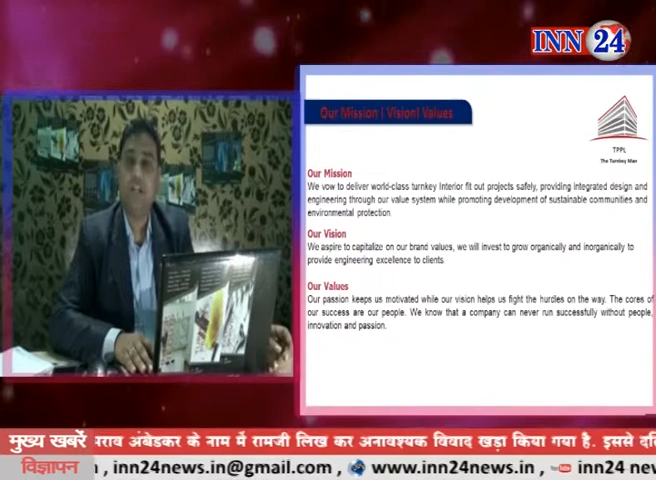 INN 24
Our Mission | Vision| Values
TPPL
The Turnkey Man
Our Mission
We vow to deliver world-class turnkey Interior fit out projects safely, providing integrated design and
engineering through our value system while promoting development of sustainable communities and
environmental protection.
Our Vision
We aspire to capitalize on our brand values, we will invest to grow organically and inorganically to
provide engineering excellence to clients.
Our Values
Our passion keeps us motivated while our vision helps us fight the hurdles on the way. The cores of
our success are our people. We know that a company can never run successfully without people,
innovation and passion.
मुख्य खबरें मराव अंबेडकर के नाम में रामजी लिख कर अनावश्यक विवाद खड़ा किया गया है. इससे
विज्ञापन , inn24news.in@gmail.com , www.inn24news.in , inn24 news